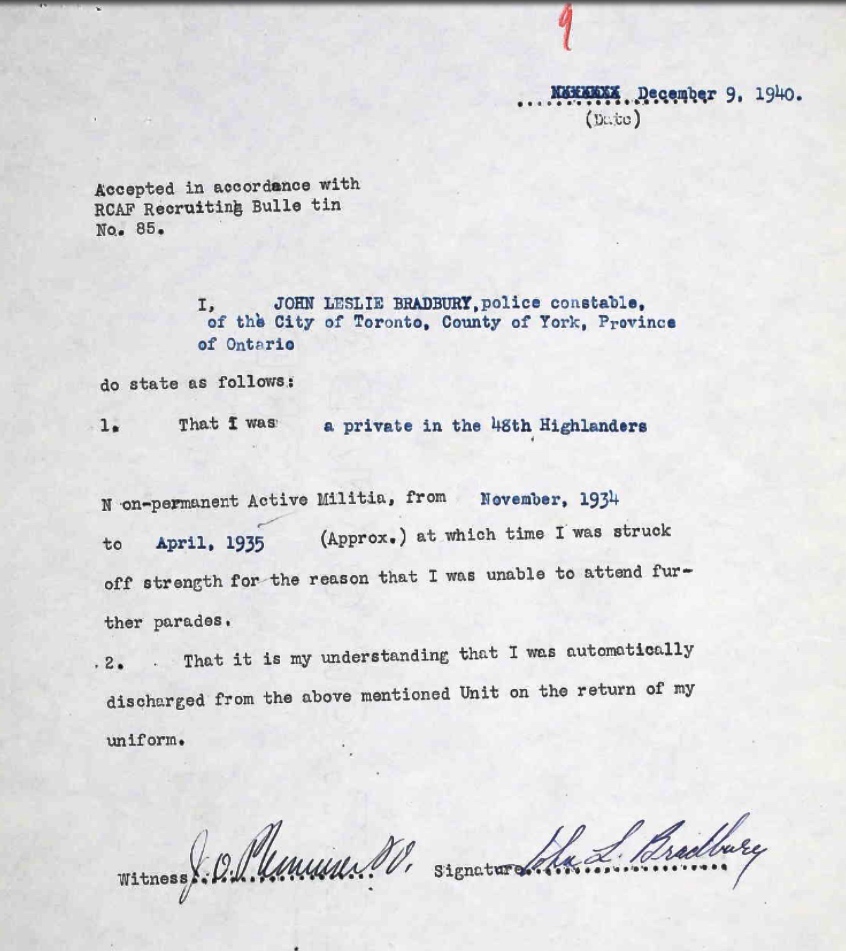 9
December 9, 1940.
(Date)
Accepted in accordance with
RCAF Recruiting Bulle tin
No. 85.
I, JOHN LESLIE BRADBURY, police constable,
of the City of Toronto, County of York, Province
of Ontario
do state as follows:
1. That I was a private in the 48th Highlanders
N on-permanent Active Militia, from November, 1934
to April, 1935 (Approx.) at which time I was struck
off strength for the reason that I was unable to attend fur-
ther parades.
2. That it is my understanding that I was automatically
discharged from the above mentioned Unit on the return of my
uniform.
Witness J. O. Signature John L. Bradbury